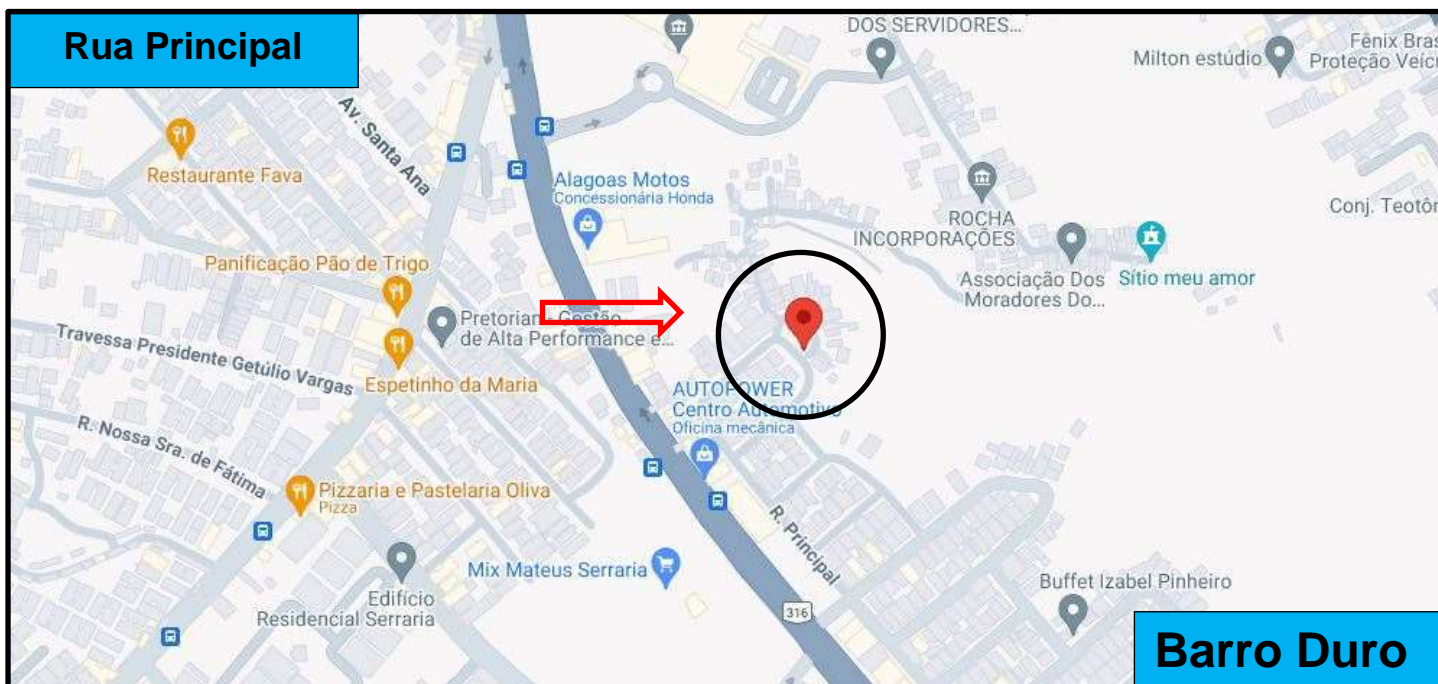 Rua Principal
DOS SERVIDORES...
Milton estúdio
Fênix Bras
Proteção Veícu
Av. Santa Ana
Restaurante Fava
Alagoas Motos
Concessionária Honda
ROCHA
INCORPORAÇÕES
Conj. Teotôn
Panificação Pão de Trigo
Associação Dos
Moradores Do...
Sítio meu amor
Pretorian - Gestão
de Alta Performance e...
Travessa Presidente Getúlio Vargas
Espetinho da Maria
AUTOPOWER
Centro Automotivo
Oficina mecânica
R. Nossa Sra. de Fátima
Pizzaria e Pastelaria Oliva
Pizza
R. Principal
Mix Mateus Serraria
Edifício
Residencial Serraria
316
Buffet Izabel Pinheiro
Barro Duro